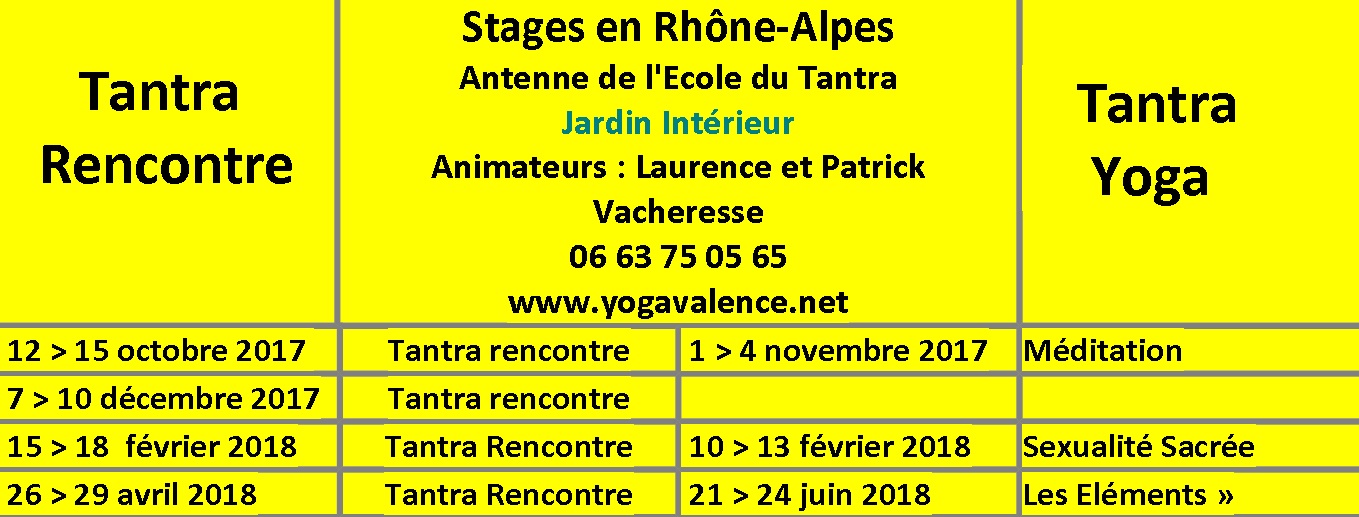 Tantra
Rencontre
Stages en Rhône-Alpes
Antenne de l'Ecole du Tantra
Jardin Intérieur
Animateurs : Laurence et Patrick
Vacheresse
06 63 75 05 65
www.yogavalence.net
Tantra
Yoga
12 > 15 octobre 2017 Tantra rencontre 1 > 4 novembre 2017 Méditation
7 > 10 décembre 2017 Tantra rencontre
15 > 18 février 2018 Tantra Rencontre 10 > 13 février 2018 Sexualité Sacrée
26 > 29 avril 2018 Tantra Rencontre 21 > 24 juin 2018 Les Eléments »